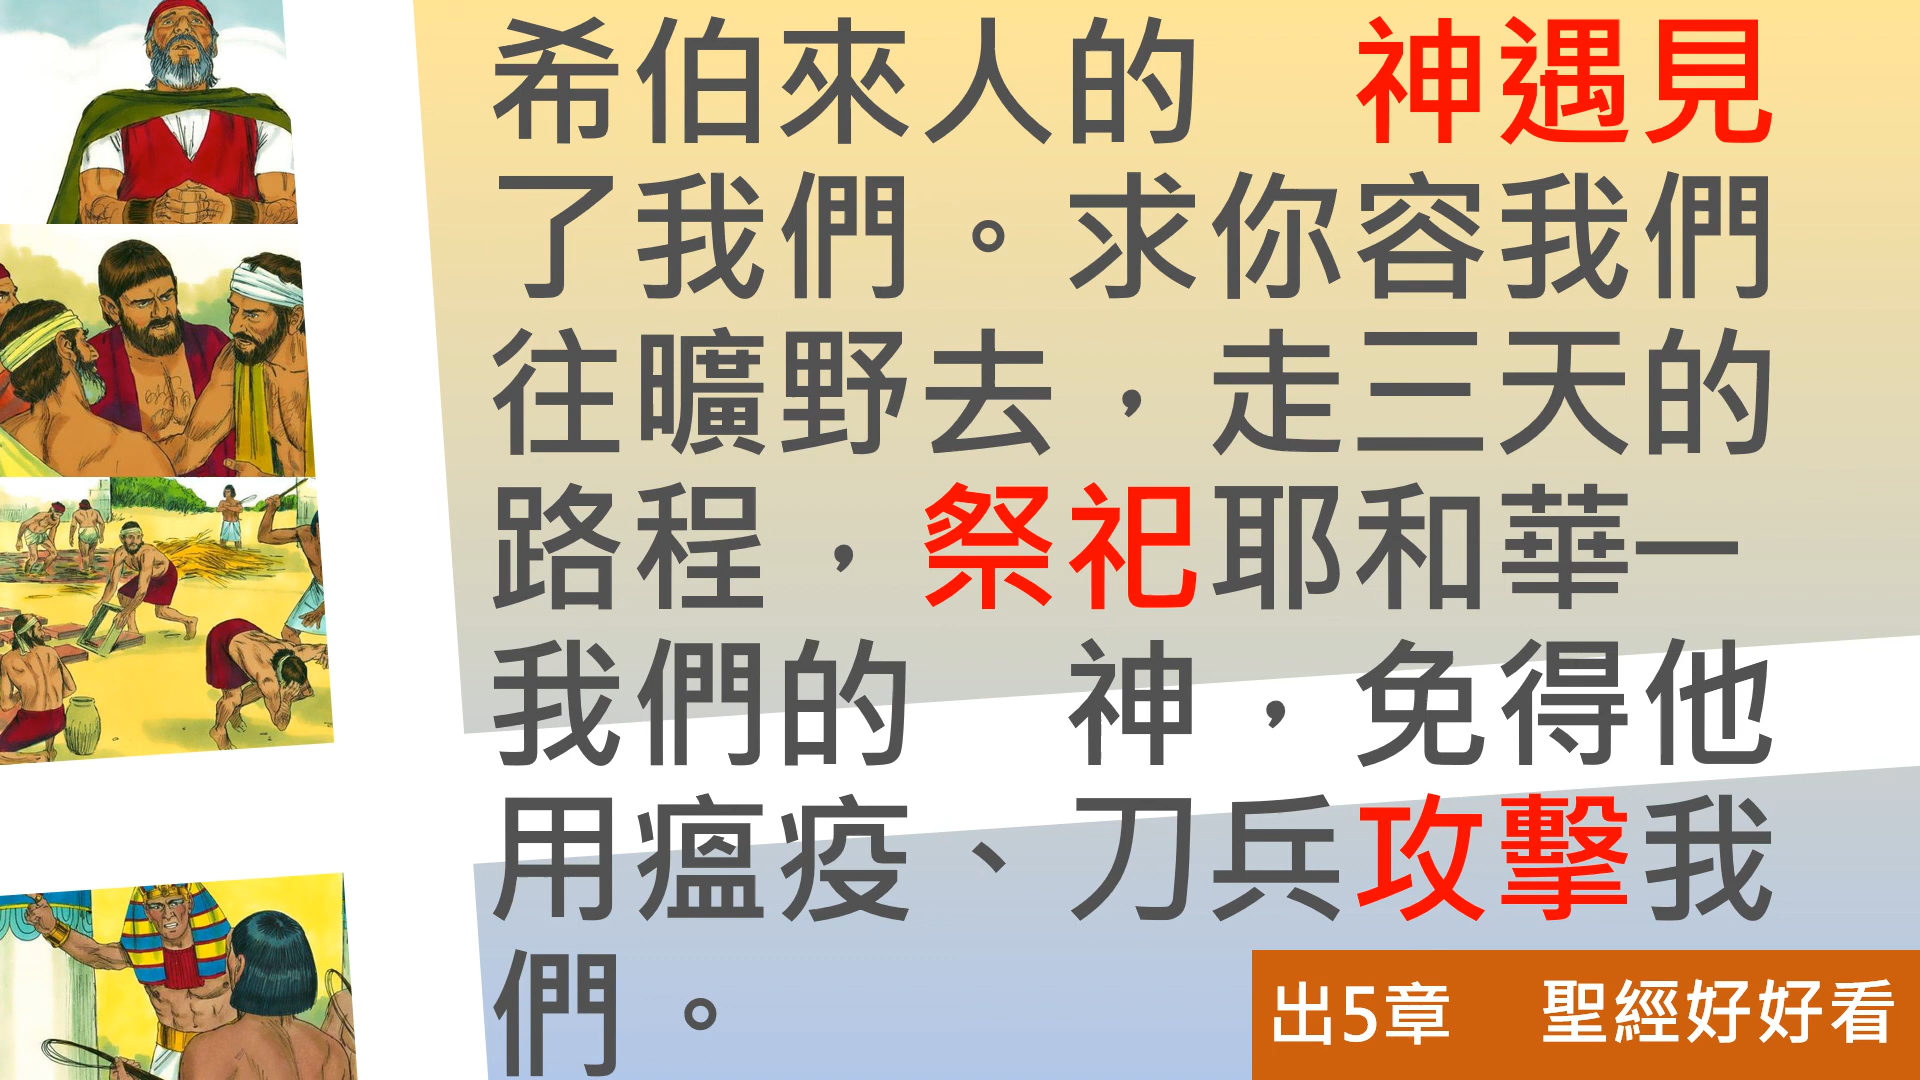 希伯來人的　神遇見
了我們。求你容我們
往曠野去，走三天的
路程，祭祀耶和華─
我們的　神，免得他
用瘟疫、刀兵攻擊我
們。
出5章　聖經好好看